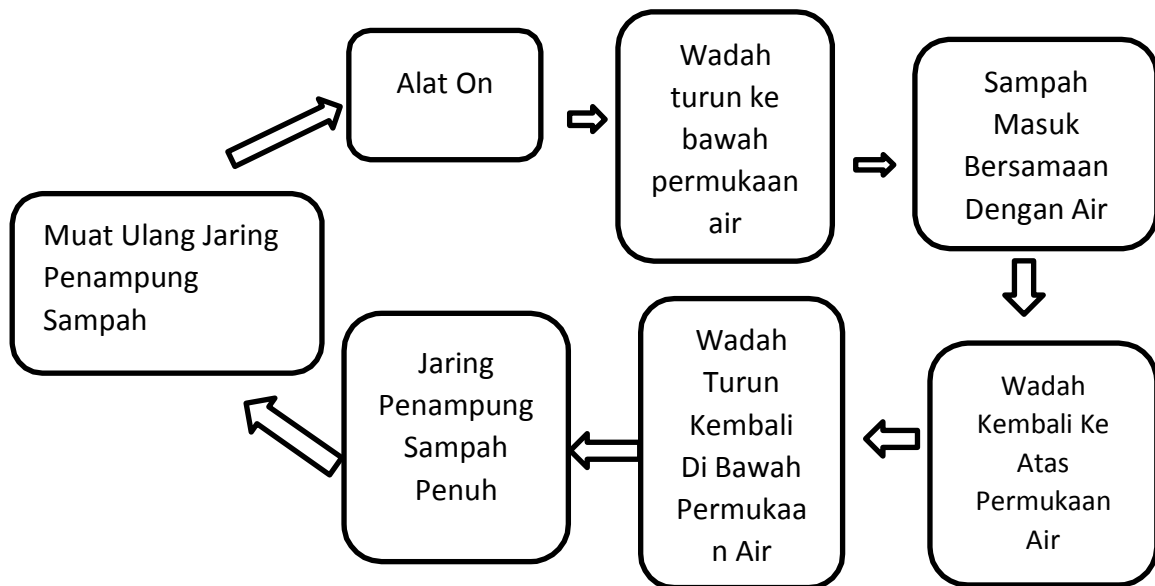 Alat On
Wadah
turun ke
bawah
permukaan
air
Sampah
Masuk
Bersamaan
Dengan Air
Wadah
Kembali Ke
Atas
Permukaan
Air
Wadah
Turun
Kembali
Di Bawah
Permukaa
n Air
Jaring
Penampung
Sampah
Penuh
Muat Ulang Jaring
Penampung
Sampah